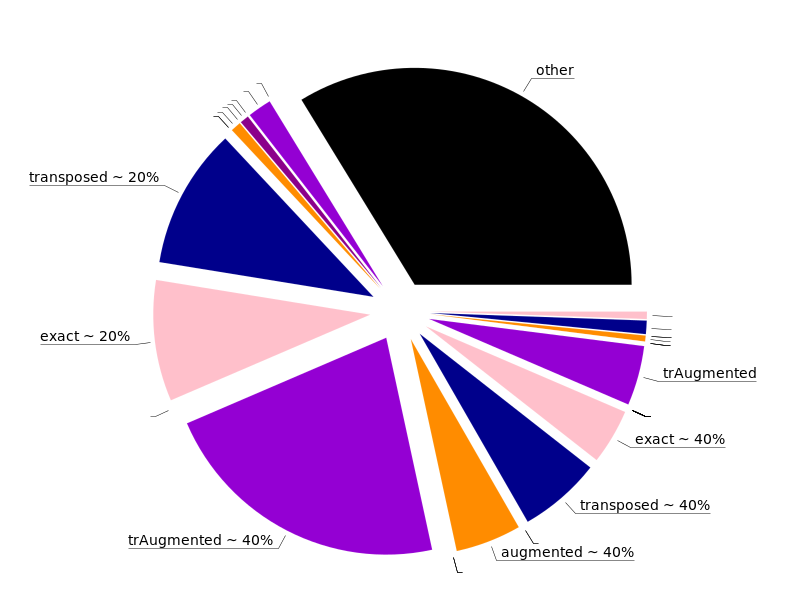 other
transposed ~ 20%
exact ~ 20%
trAugmented
exact ~ 40%
transposed ~ 40%
trAugmented ~ 40%
augmented ~ 40%